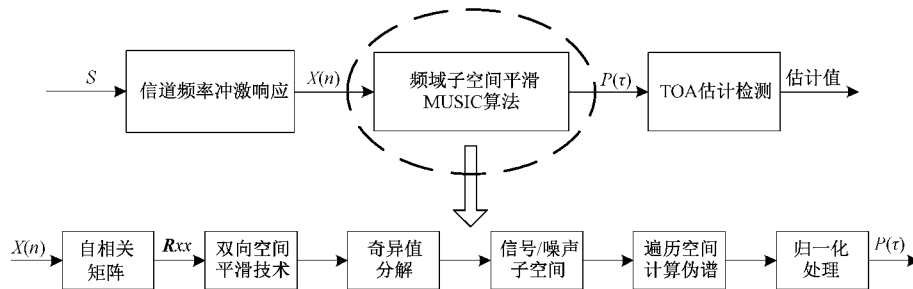 S
信道频率冲激响应
X(n)
频域子空间平滑
MUSIC算法
P(τ)
TOA估计检测
估计值
X(n)
自相关
矩阵
Rxx
双向空间
平滑技术
奇异值
分解
信号/噪声
子空间
遍历空间
计算伪谱
归一化
处理
P(τ)